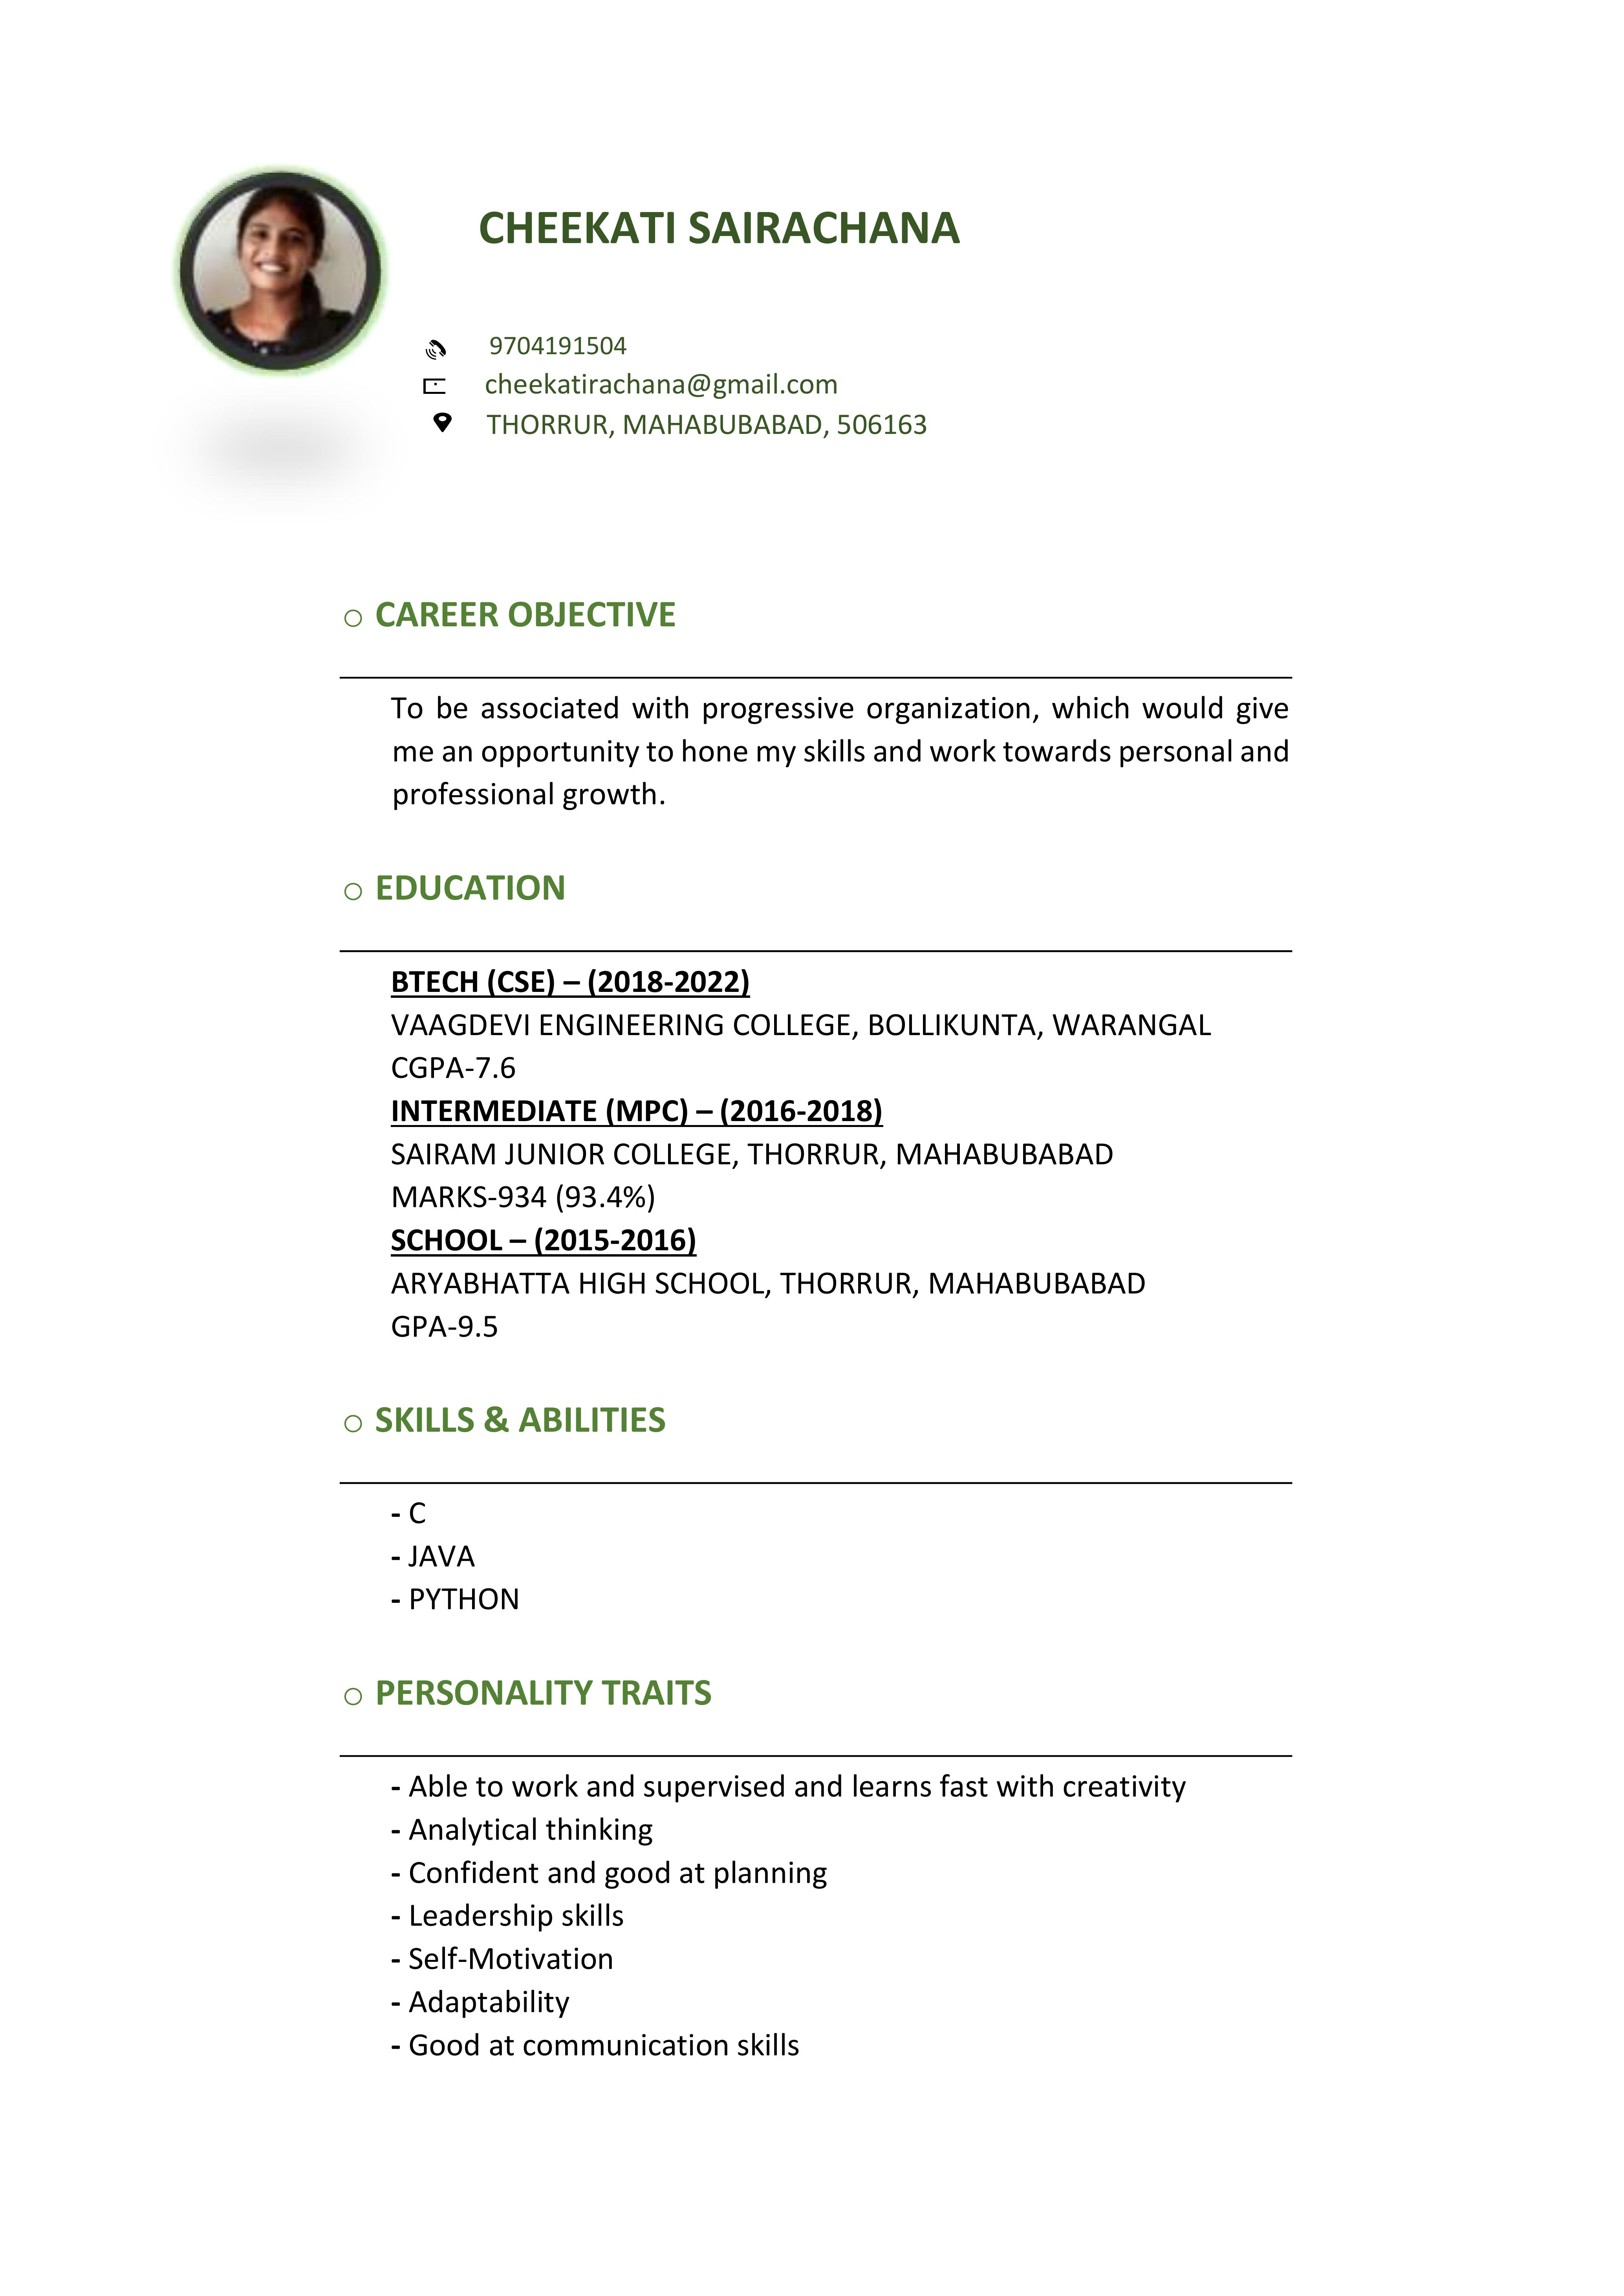 CHEEKATI SAIRACHANA
9704191504
cheekatirachana@gmail.com
THORRUR, MAHABUBABAD, 506163
○ CAREER OBJECTIVE
To be associated with progressive organization, which would give
me an opportunity to hone my skills and work towards personal and
professional growth.
○ EDUCATION
BTECH (CSE) – (2018-2022)
VAAGDEVI ENGINEERING COLLEGE, BOLLIKUNTA, WARANGAL
CGPA-7.6
INTERMEDIATE (MPC) – (2016-2018)
SAIRAM JUNIOR COLLEGE, THORRUR, MAHABUBABAD
MARKS-934 (93.4%)
SCHOOL – (2015-2016)
ARYABHATTA HIGH SCHOOL, THORRUR, MAHABUBABAD
GPA-9.5
○ SKILLS & ABILITIES
- C
- JAVA
- PYTHON
○ PERSONALITY TRAITS
- Able to work and supervised and learns fast with creativity
- Analytical thinking
- Confident and good at planning
- Leadership skills
- Self-Motivation
- Adaptability
- Good at communication skills